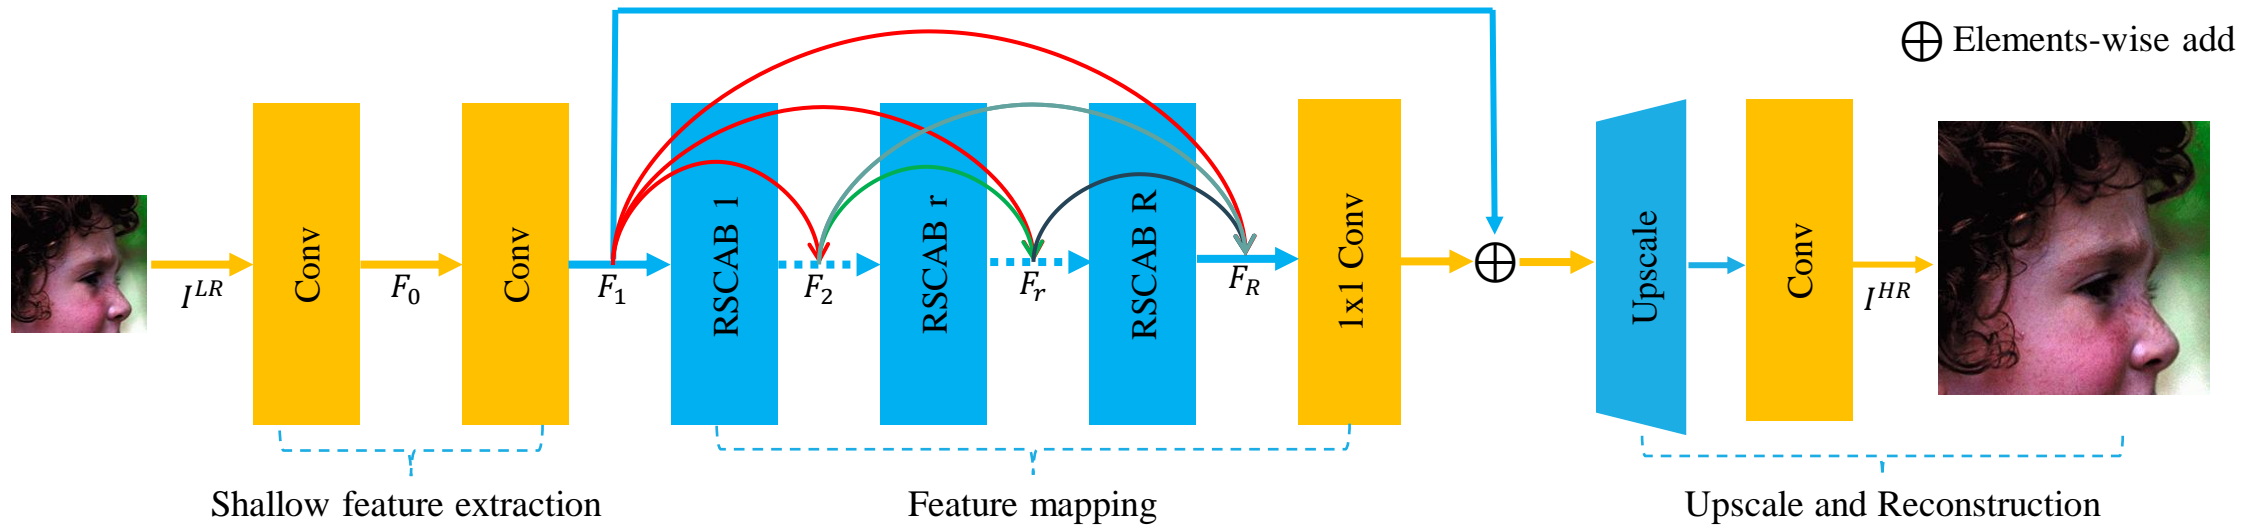 Elements-wise add
Conv
Conv
RSCAB 1
RSCAB r
RSCAB R
1x1 Conv
Upscale
Conv
I^{LR}
F_0
F_1
F_2
F_r
F_R
I^{HR}
Shallow feature extraction
Feature mapping
Upscale and Reconstruction